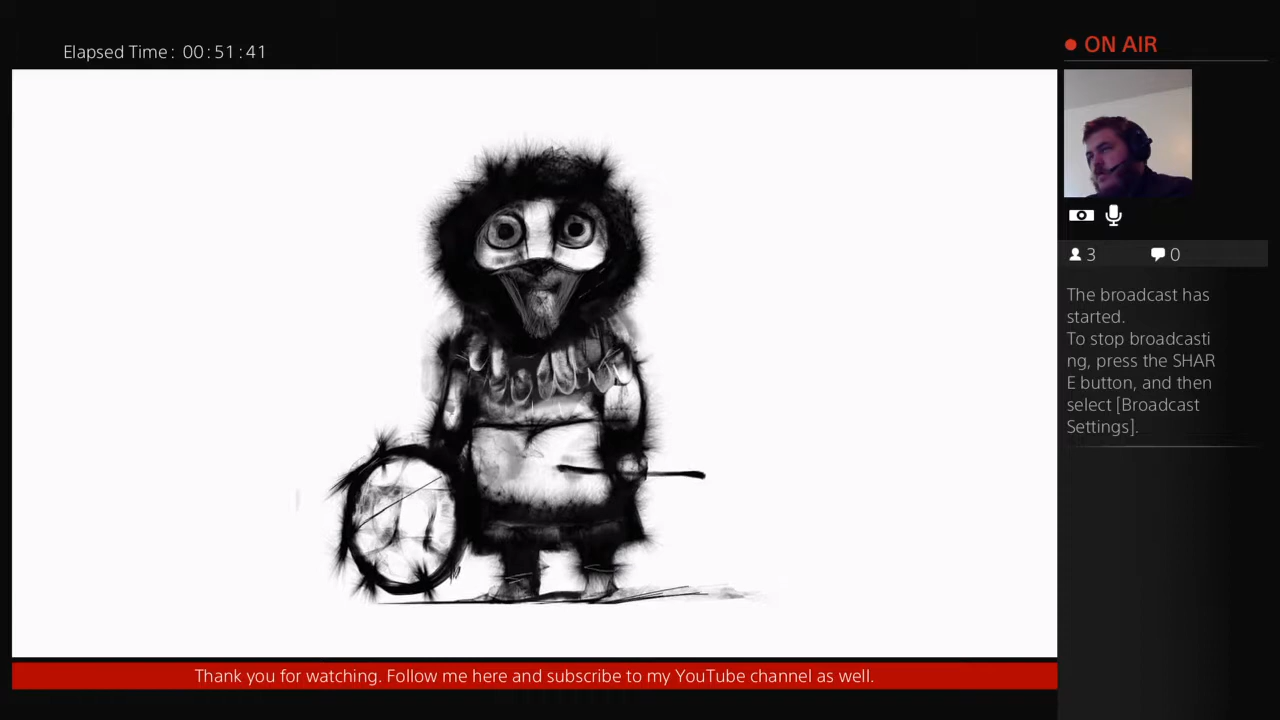 Elapsed Time: 00:51:41
ON AIR
3
0
The broadcast has
started.
To stop broadcasti
ng, press the SHAR
E button, and then
select [Broadcast
Settings].
Thank you for watching. Follow me here and subscribe to my YouTube channel as well.